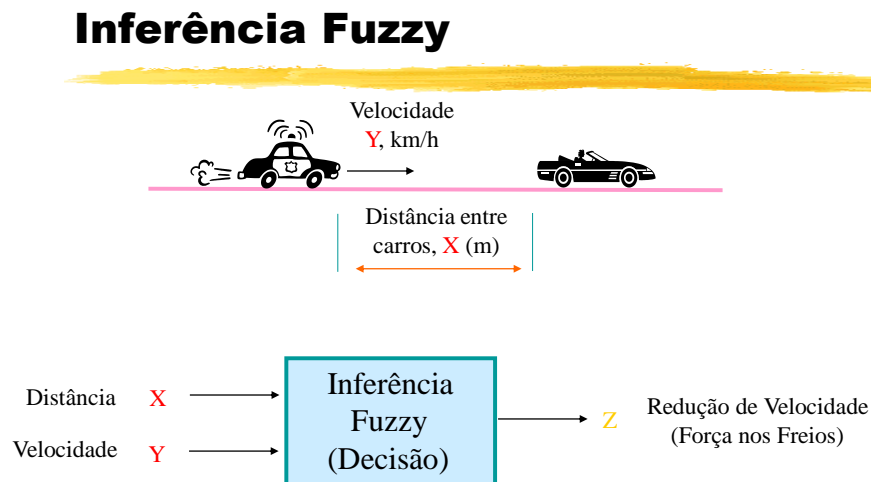 Inferência Fuzzy
Velocidade
Y, km/h
Distância entre
carros, X (m)
Distância X
Velocidade Y
Inferência
Fuzzy
(Decisão)
Z
Redução de Velocidade
(Força nos Freios)